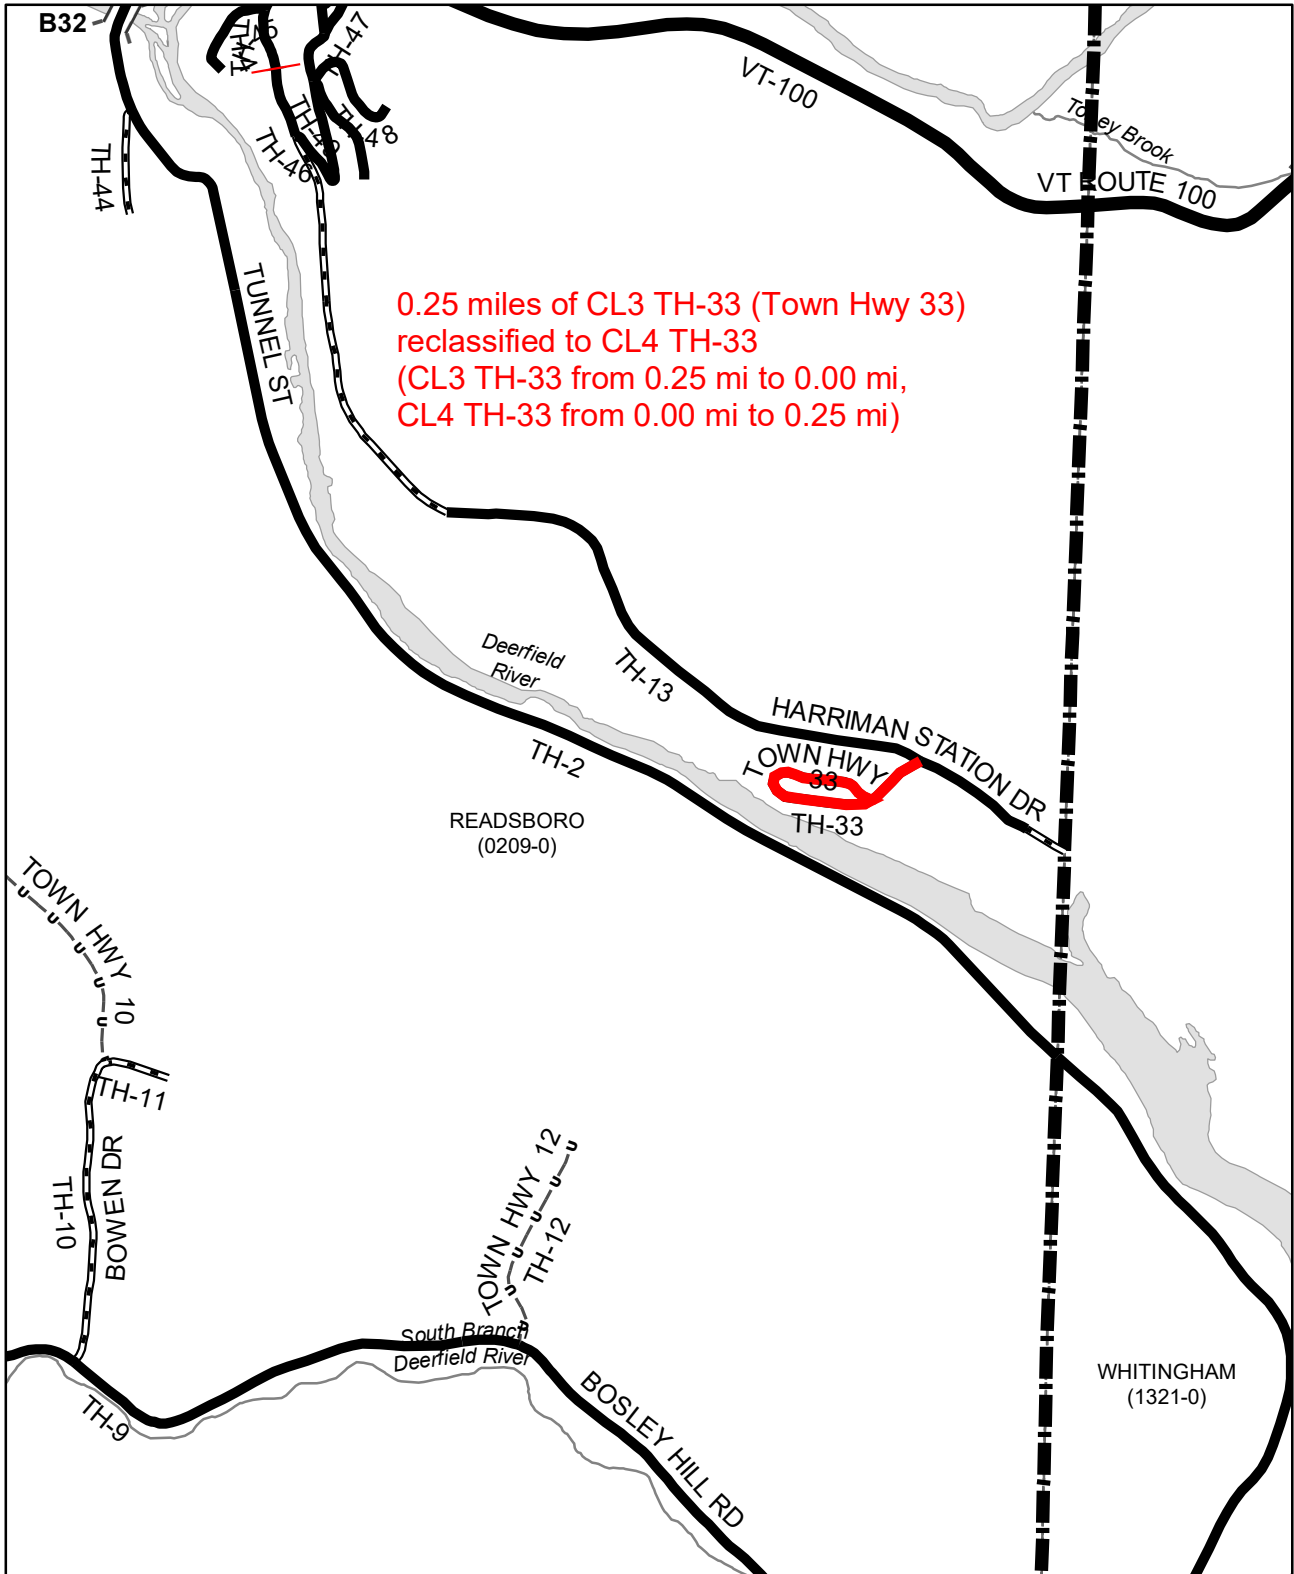 B32
TH-47
TH-48
TH-46
TH-44
VT-100
Tobey Brook
VT ROUTE 100
TUNNEL ST
0.25 miles of CL3 TH-33 (Town Hwy 33)
reclassified to CL4 TH-33
(CL3 TH-33 from 0.25 mi to 0.00 mi,
CL4 TH-33 from 0.00 mi to 0.25 mi)
Deerfield
River
TH-13
HARRIMAN STATION DR
TH-2
TOWN HWY
33
TH-33
READSBORO
(0209-0)
TOWN HWY 10
TH-11
BOWEN DR
TH-10
TOWN HWY 12
TH-12
South Branch
Deerfield River
TH-9
BOSLEY HILL RD
WHITINGHAM
(1321-0)